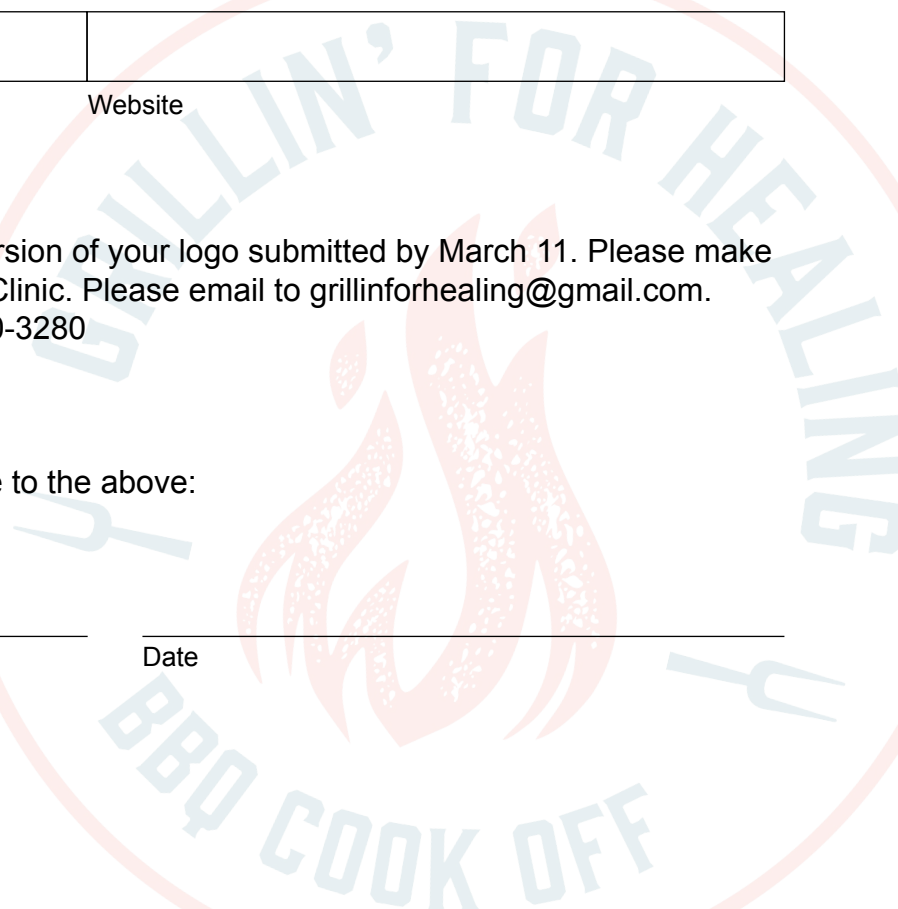 GRILLIN' FOR HEALING
Website
rsion of your logo submitted by March 11. Please make
Clinic. Please email to grillinforhealing@gmail.com.
0-3280
e to the above:
Date
BBQ COOK OFF